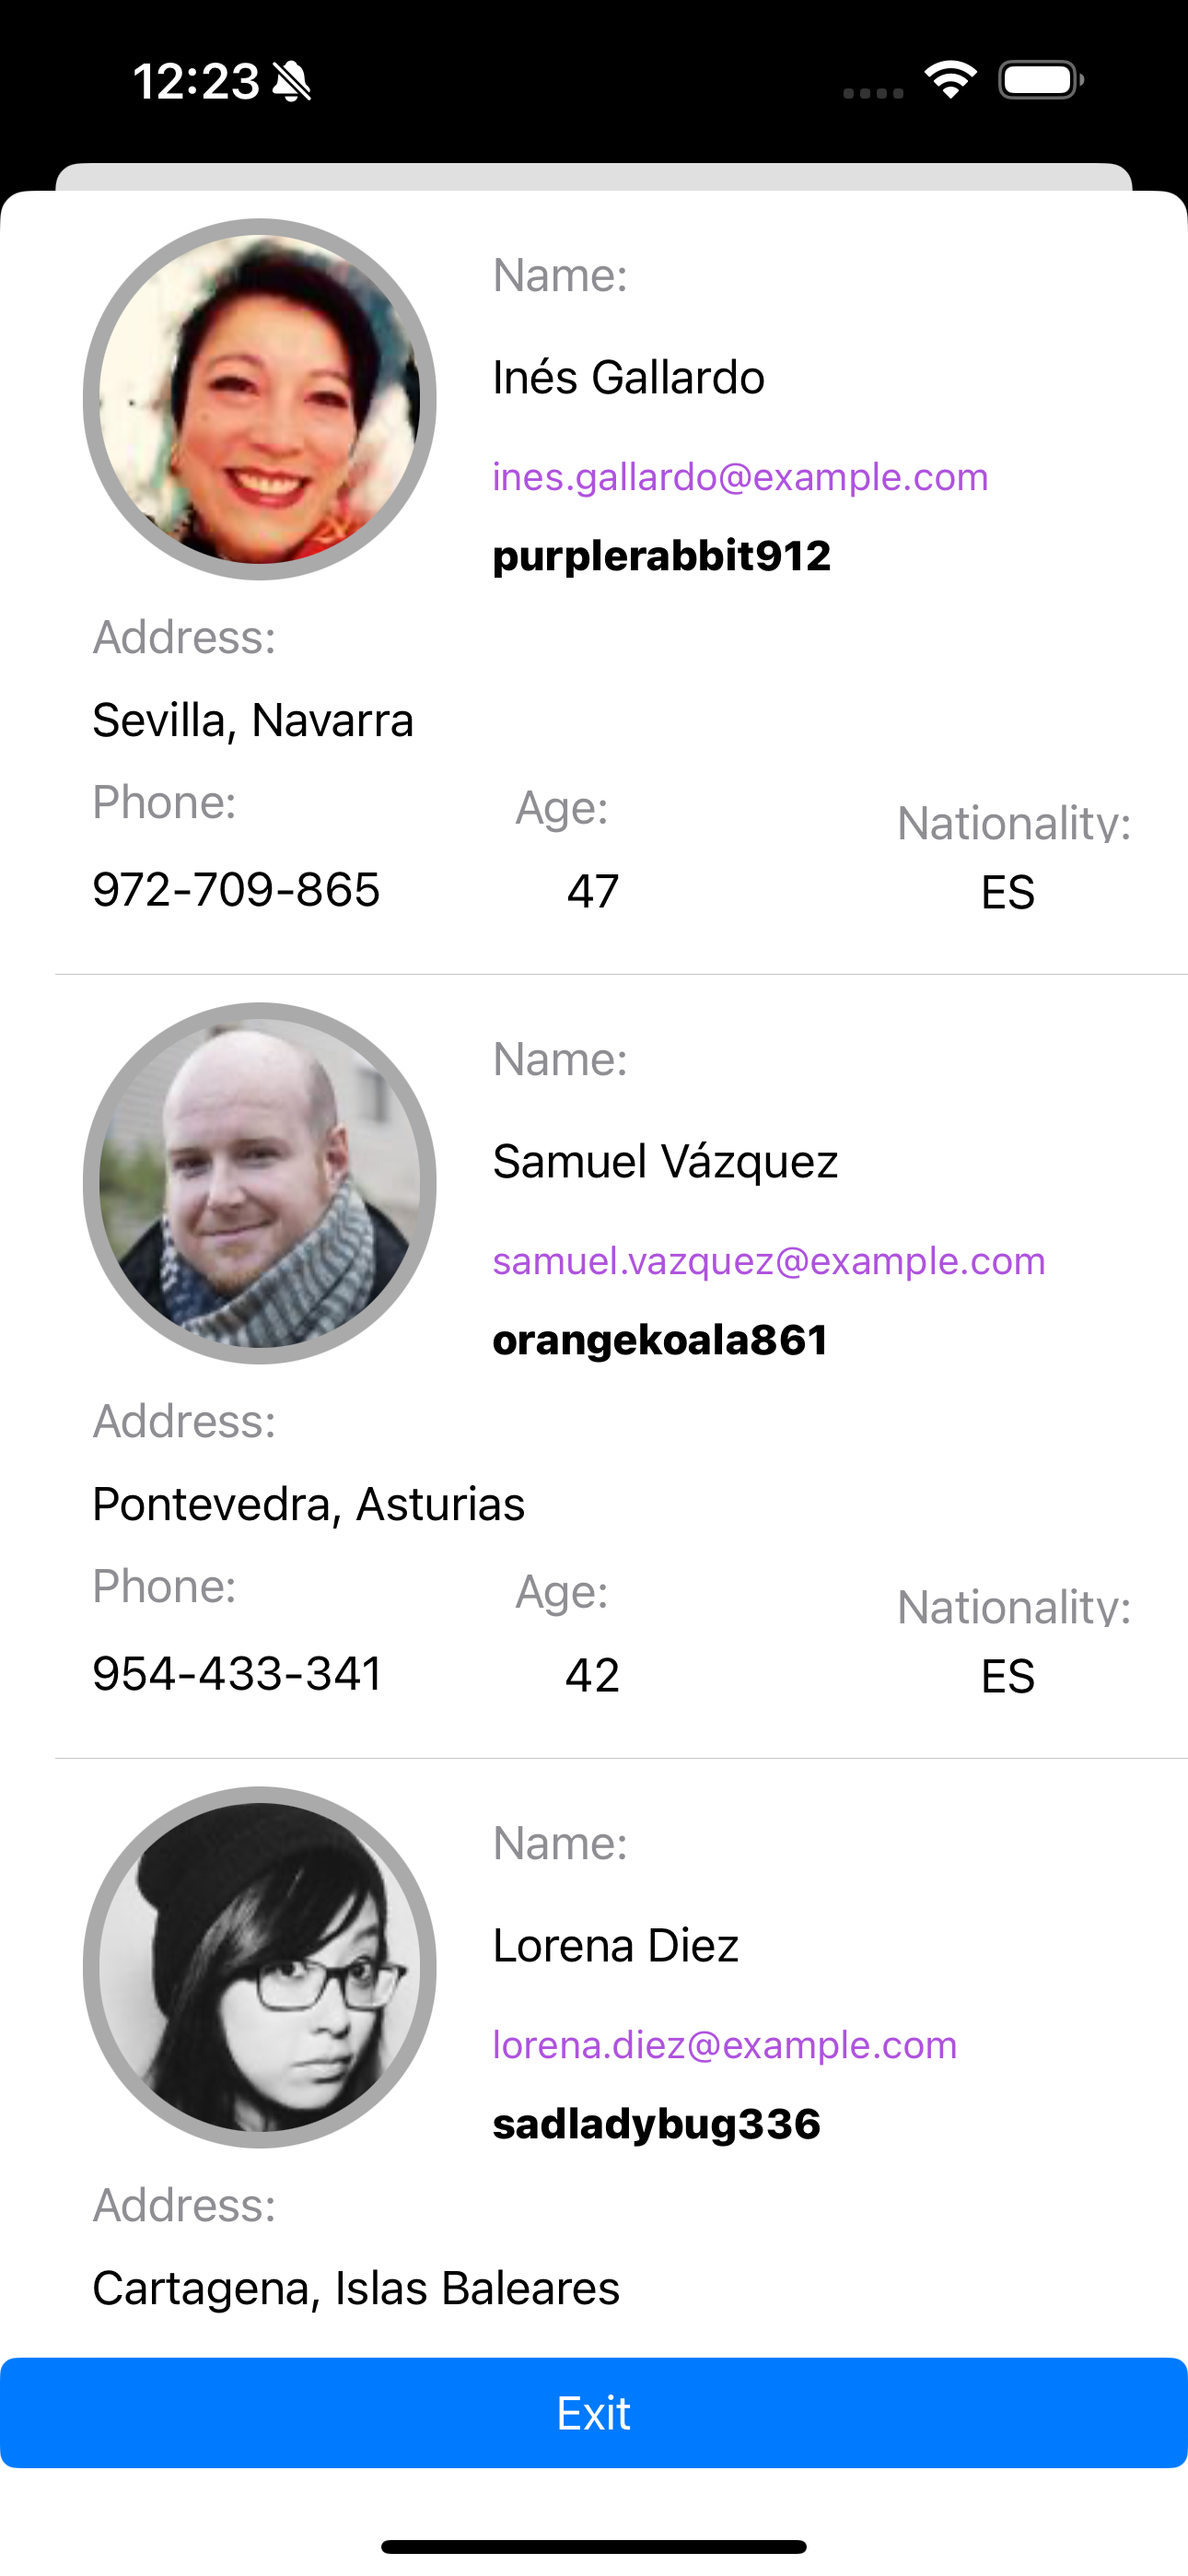 12:23
Name:
Inés Gallardo
ines.gallardo@example.com
purplerabbit912
Address:
Sevilla, Navarra
Phone: Age: Nationality:
972-709-865 47 ES
Name:
Samuel Vázquez
samuel.vazquez@example.com
orangekoala861
Address:
Pontevedra, Asturias
Phone: Age: Nationality:
954-433-341 42 ES
Name:
Lorena Diez
lorena.diez@example.com
sadladybug336
Address:
Cartagena, Islas Baleares
Exit